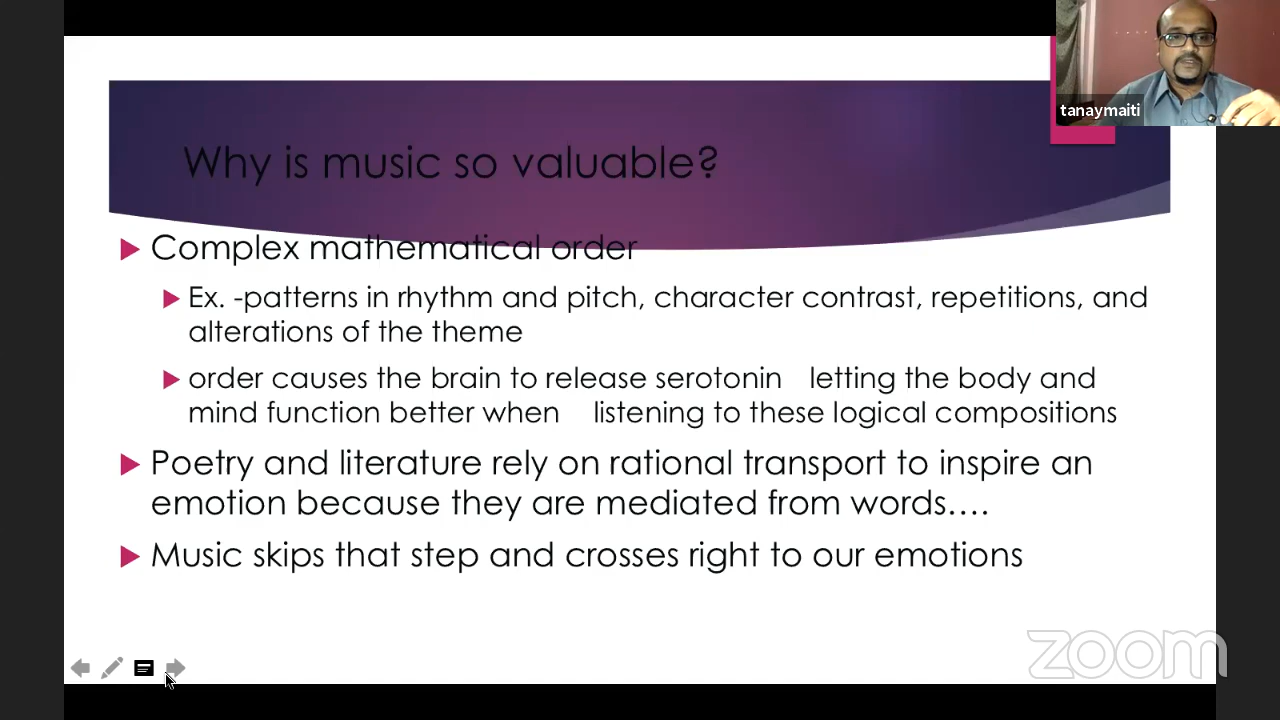 tanaymaiti
Why is music so valuable?
Complex mathematical order
Ex. -patterns in rhythm and pitch, character contrast, repetitions, and
alterations of the theme
order causes the brain to release serotonin letting the body and
mind function better when listening to these logical compositions
Poetry and literature rely on rational transport to inspire an
emotion because they are mediated from words....
Music skips that step and crosses right to our emotions
zoom